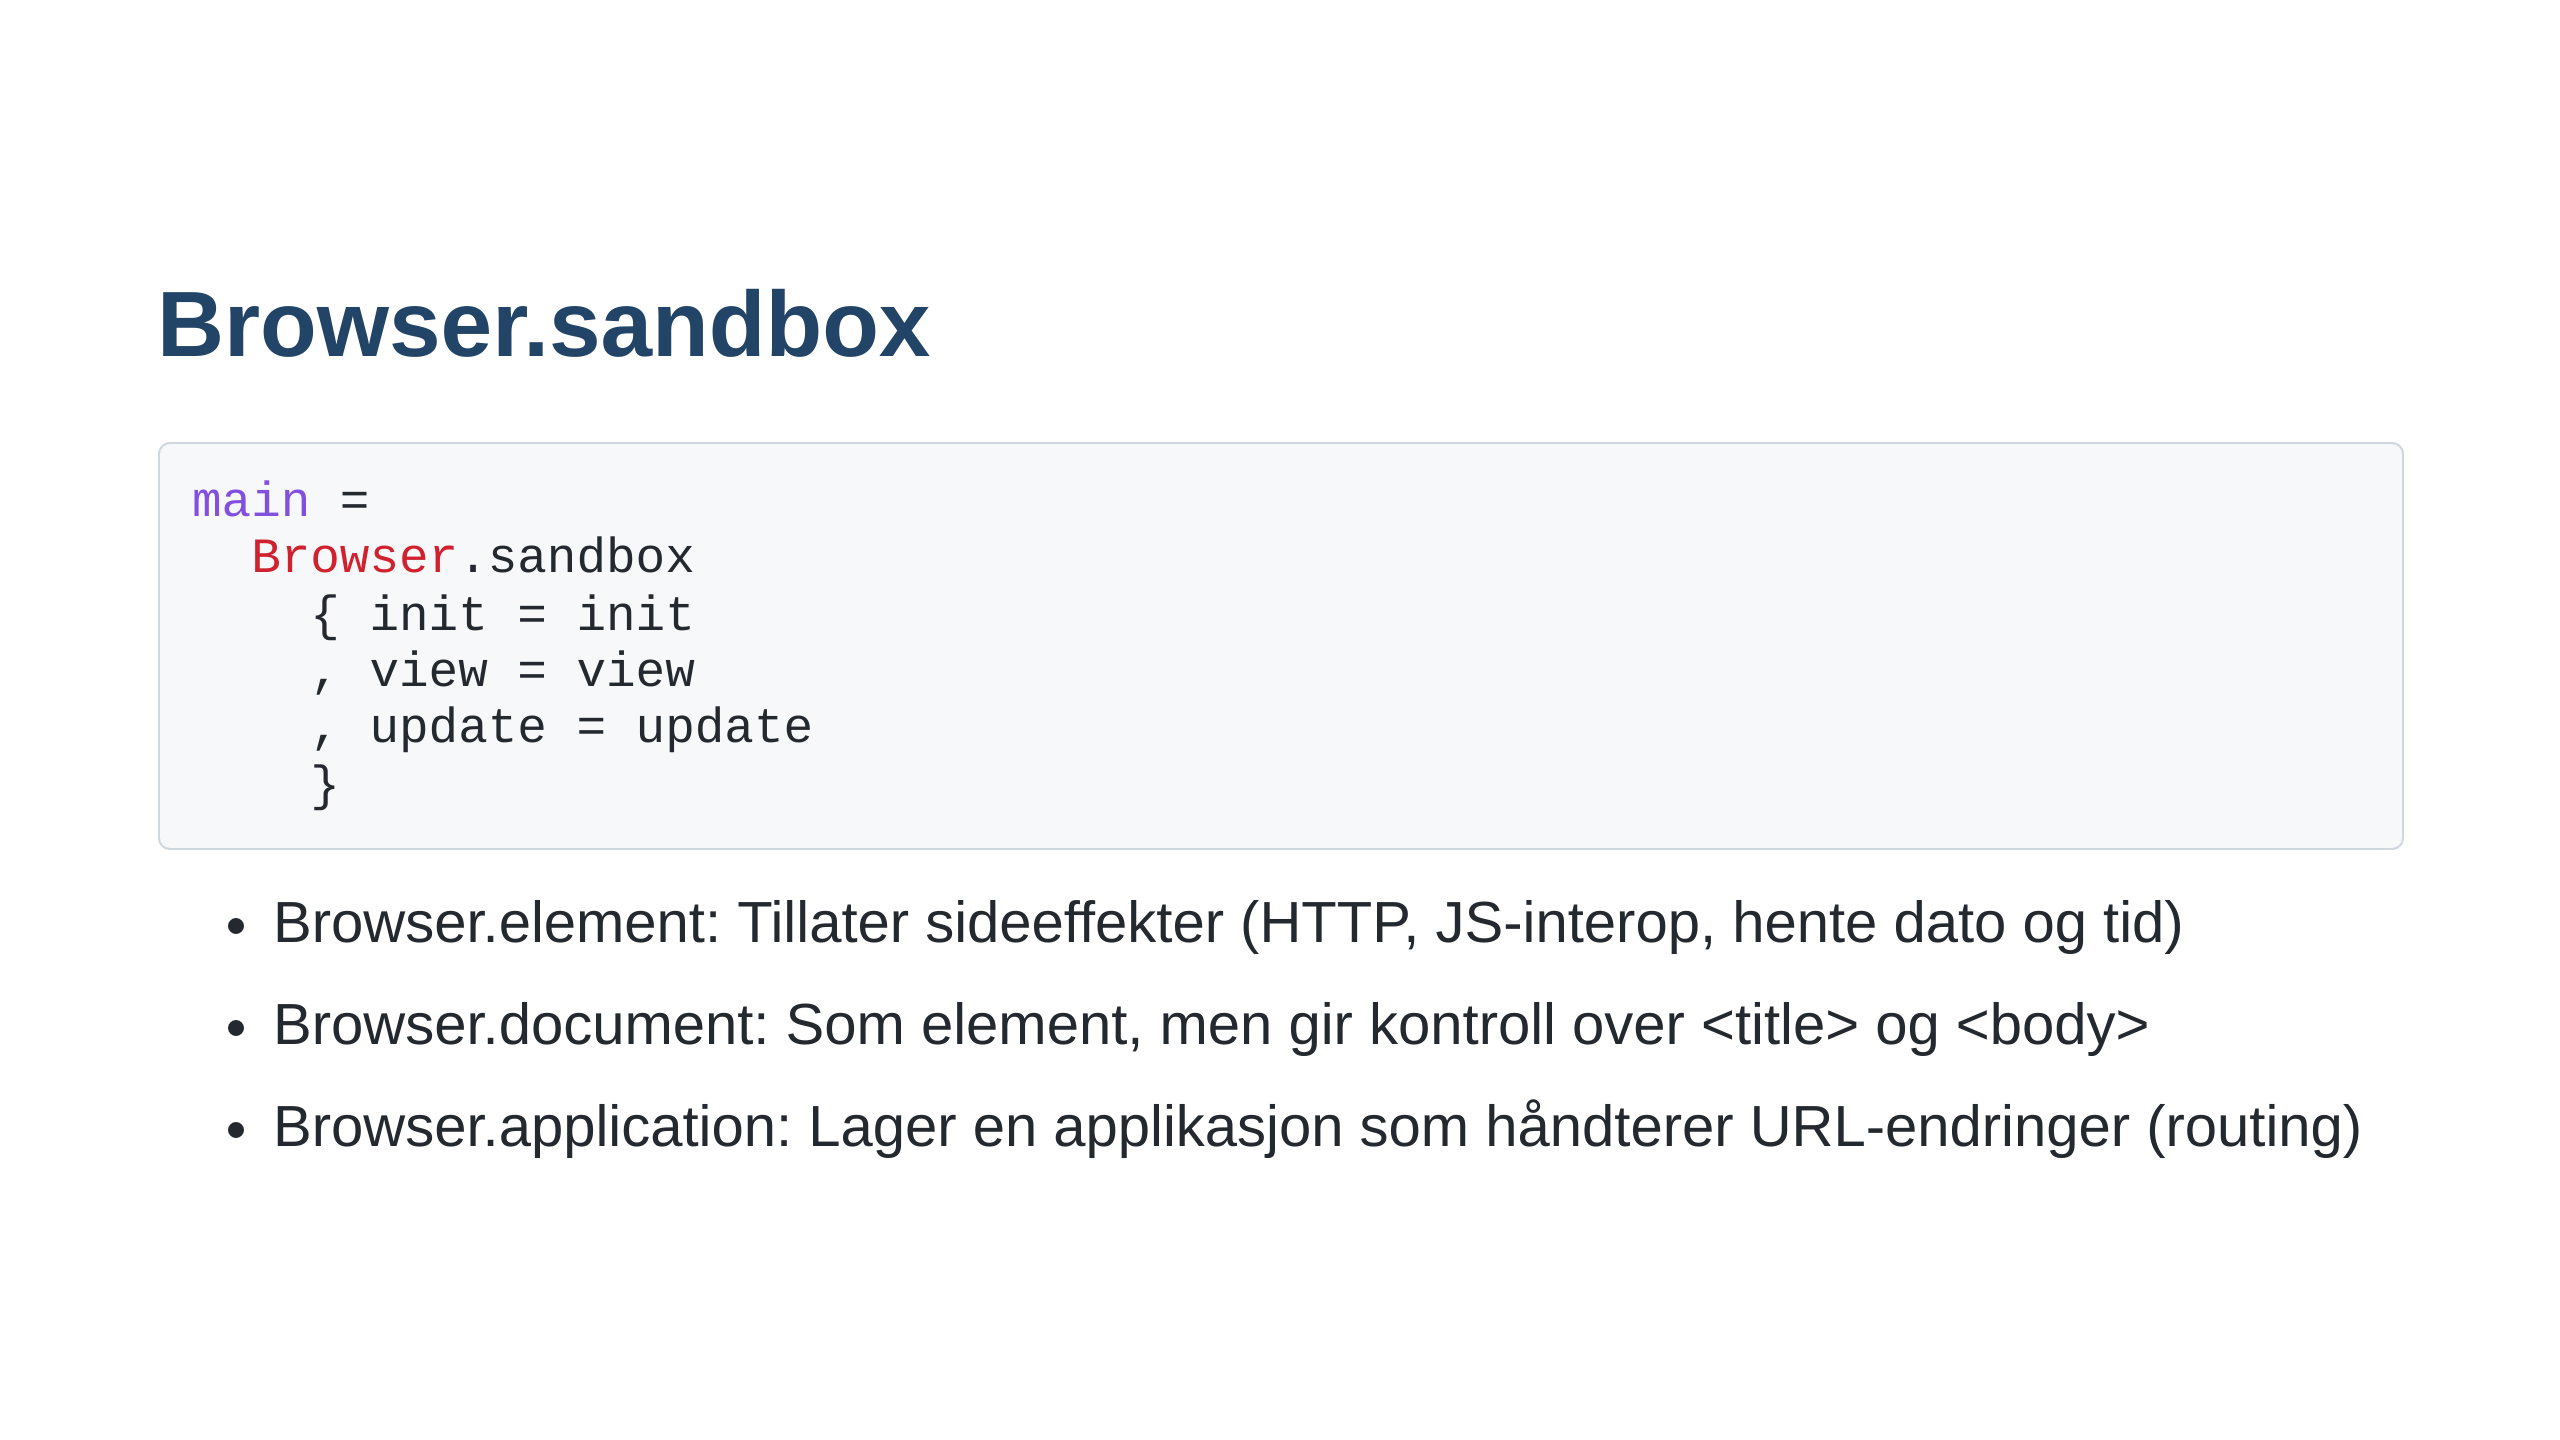 Browser.sandbox
main =
  Browser.sandbox
    { init = init
    , view = view
    , update = update
    }
• Browser.element: Tillater sideeffekter (HTTP, JS-interop, hente dato og tid)
• Browser.document: Som element, men gir kontroll over <title> og <body>
• Browser.application: Lager en applikasjon som håndterer URL-endringer (routing)